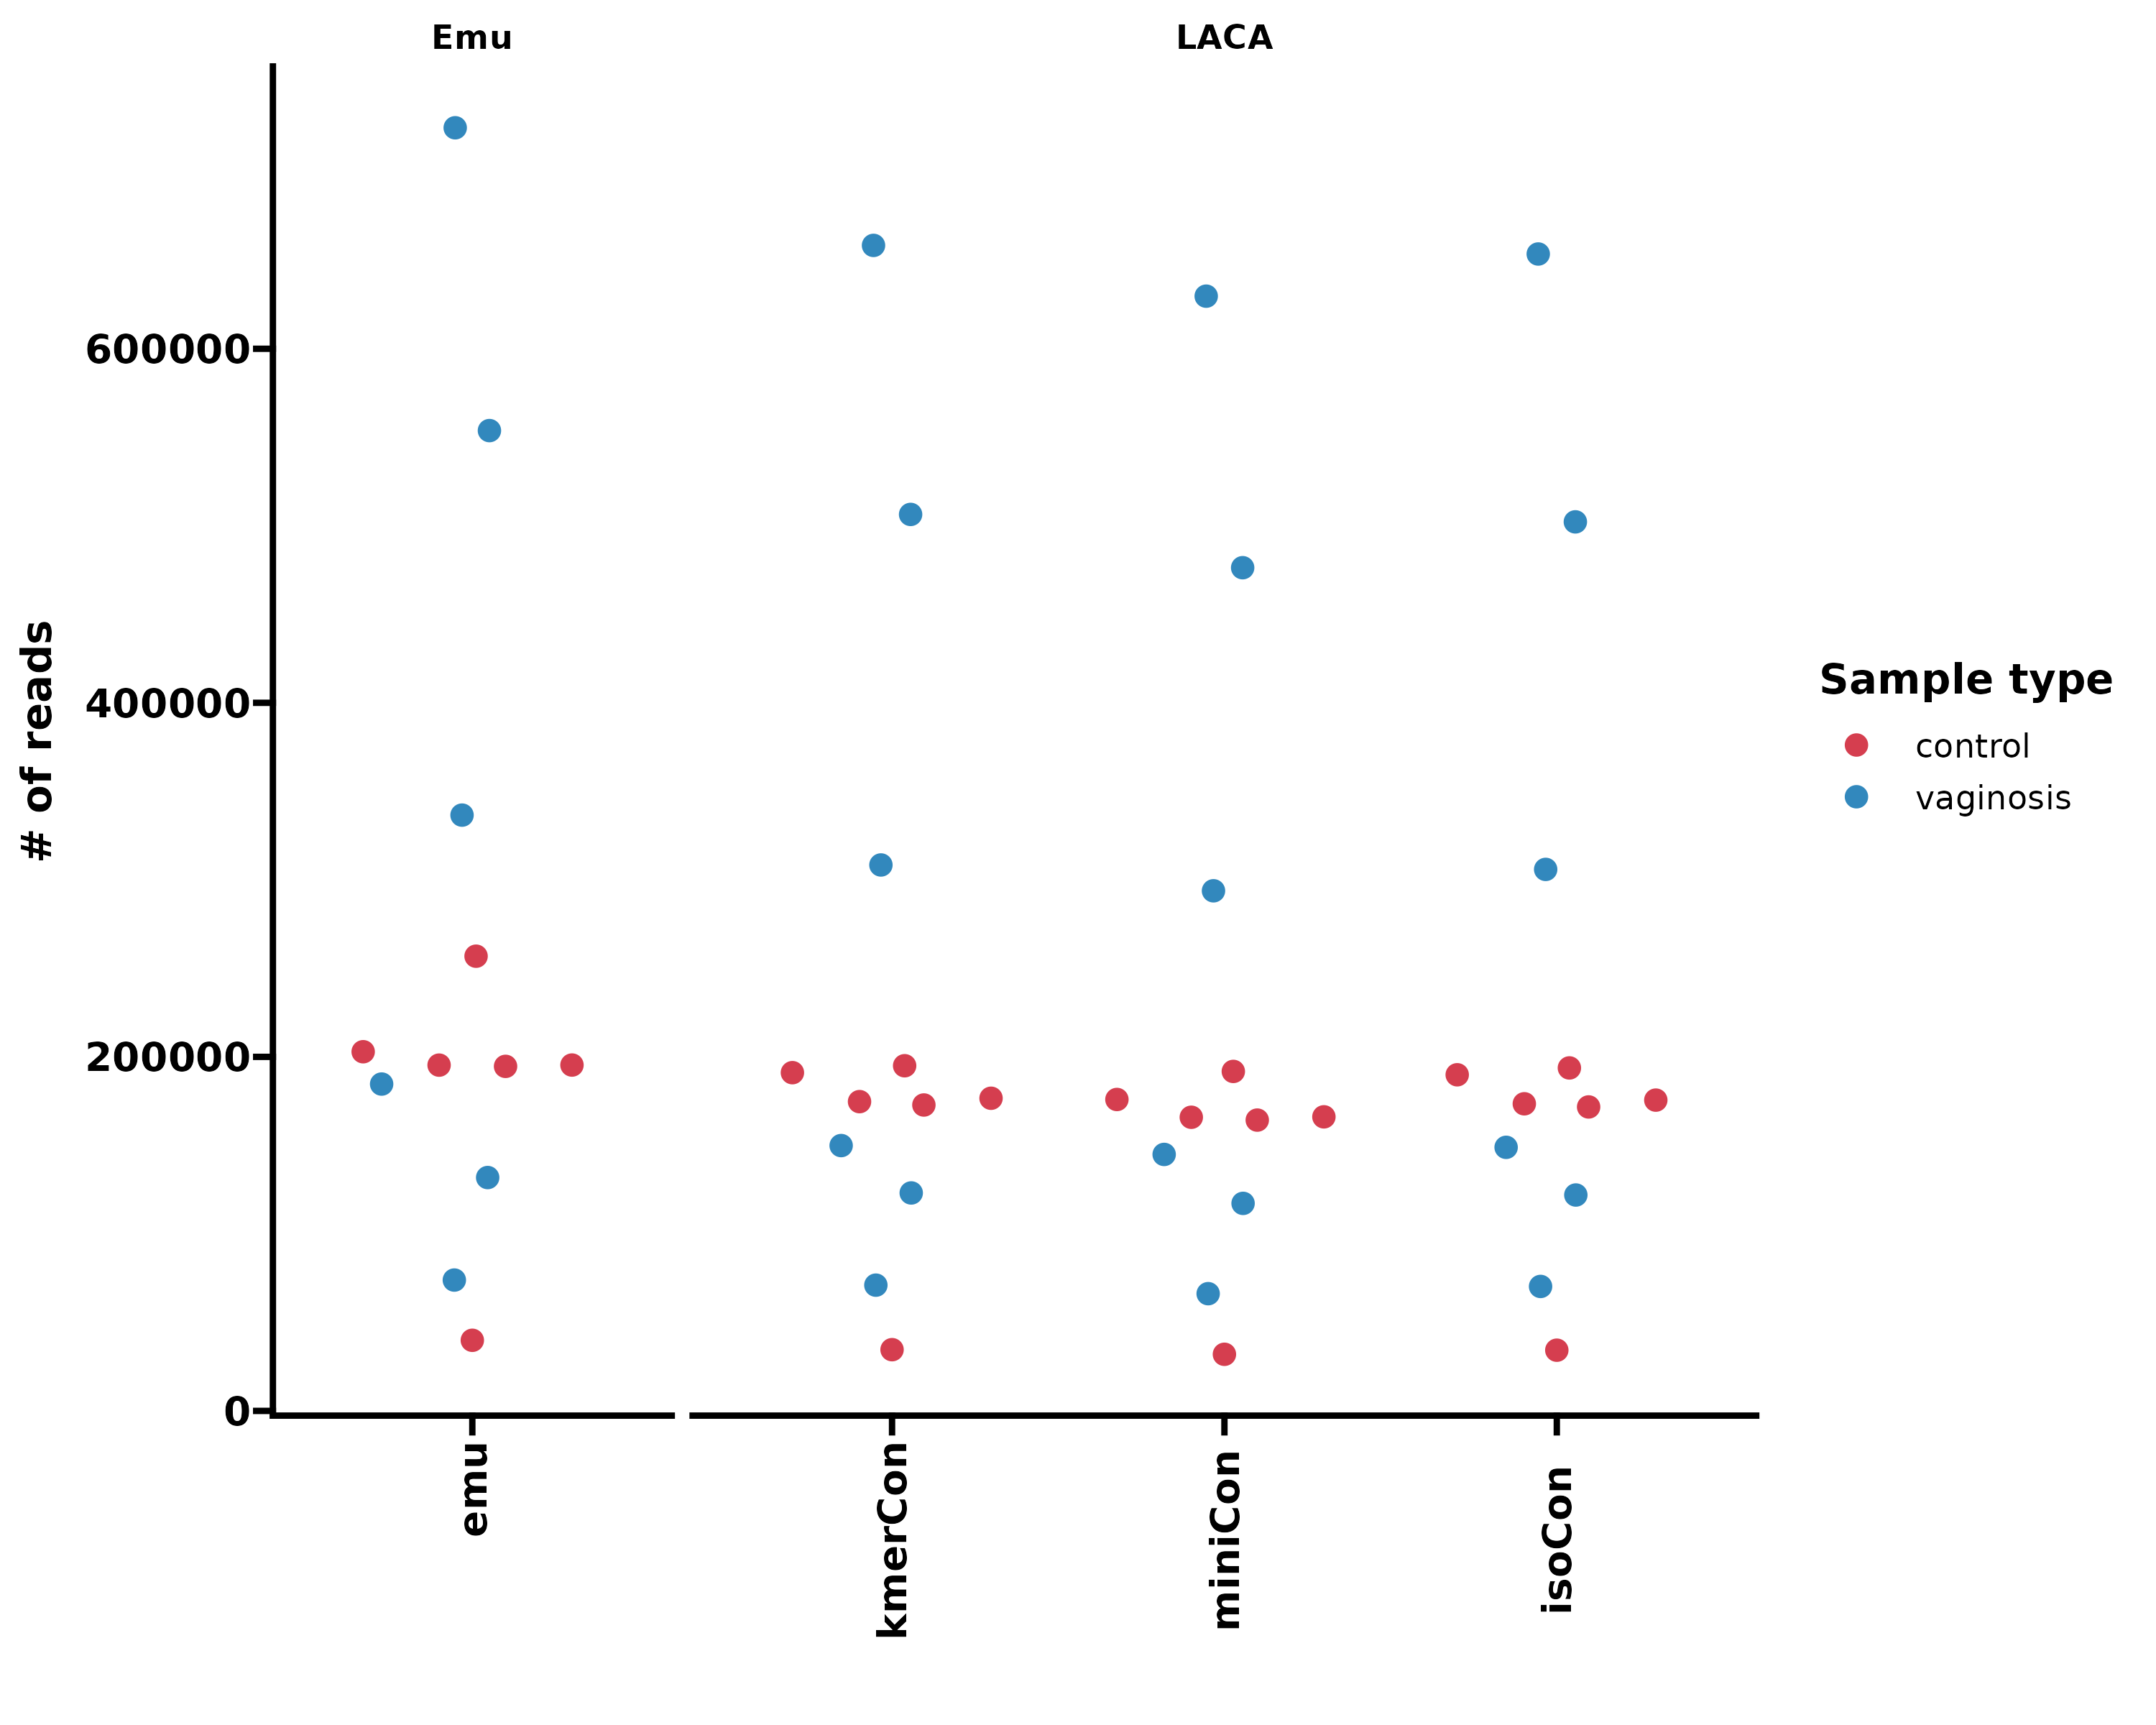 Emu
LACA
# of reads
600000
400000
200000
0
emu
kmerCon
miniCon
isoCon
Sample type
control
vaginosis